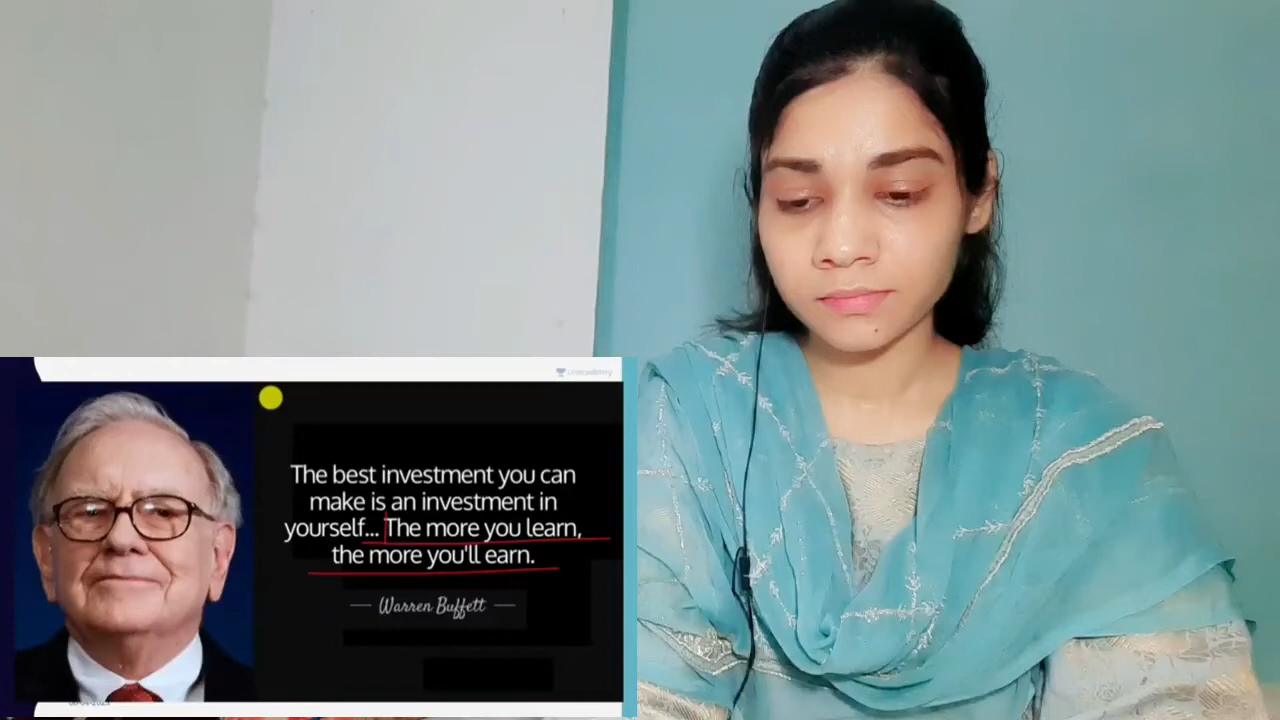 unacademy
The best investment you can
make is an investment in
yourself... The more you learn,
the more you'll earn.
Warren Buffett